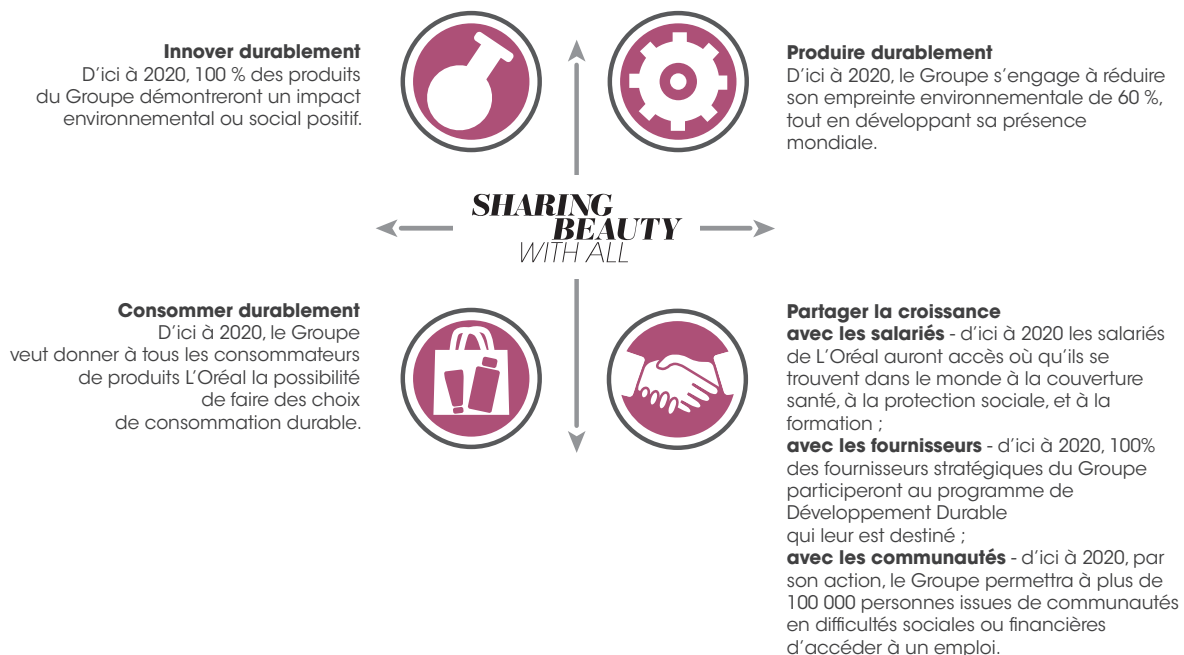 Innover durablement
D'ici à 2020, 100 % des produits
du Groupe démontreront un impact
environnemental ou social positif.
Produire durablement
D'ici à 2020, le Groupe s'engage à réduire
son empreinte environnementale de 60 %,
tout en développant sa présence
mondiale.
SHARING
BEAUTY
WITH ALL
Consommer durablement
D'ici à 2020, le Groupe
veut donner à tous les consommateurs
de produits L'Oréal la possibilité
de faire des choix
de consommation durable.
Partager la croissance
avec les salariés - d'ici à 2020 les salariés
de L'Oréal auront accès où qu'ils se
trouvent dans le monde à la couverture
santé, à la protection sociale, et à la
formation ;
avec les fournisseurs - d'ici à 2020, 100%
des fournisseurs stratégiques du Groupe
participeront au programme de
Développement Durable
qui leur est destiné ;
avec les communautés - d'ici à 2020, par
son action, le Groupe permettra à plus de
100 000 personnes issues de communautés
en difficultés sociales ou financières
d'accéder à un emploi.